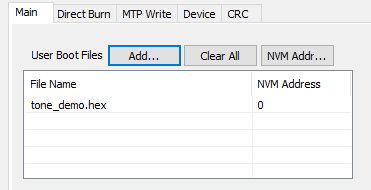 Main Direct Burn MTP Write Device CRC
User Boot Files Add... Clear All NVM Addr...
File Name NVM Address
tone_demo.hex 0